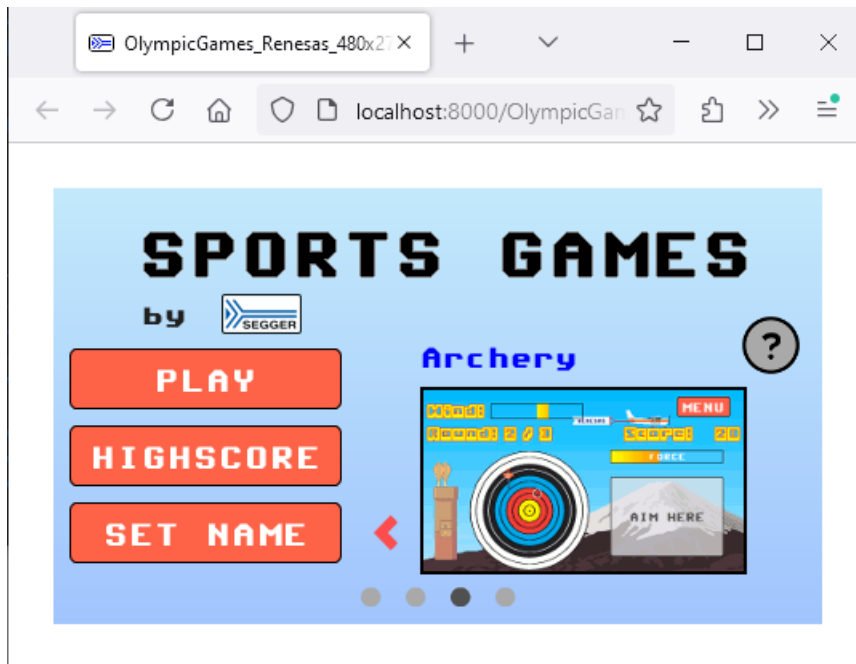 OlympicGames_Renesas_480x27
localhost:8000/OlympicGam
SPORTS GAMES
by SEGGER
?
Archery
PLAY
HIGHSCORE
SET NAME
Wind:
MENU
RENESAS
Round: 2 / 3
Score: 20
FORCE
AIM HERE